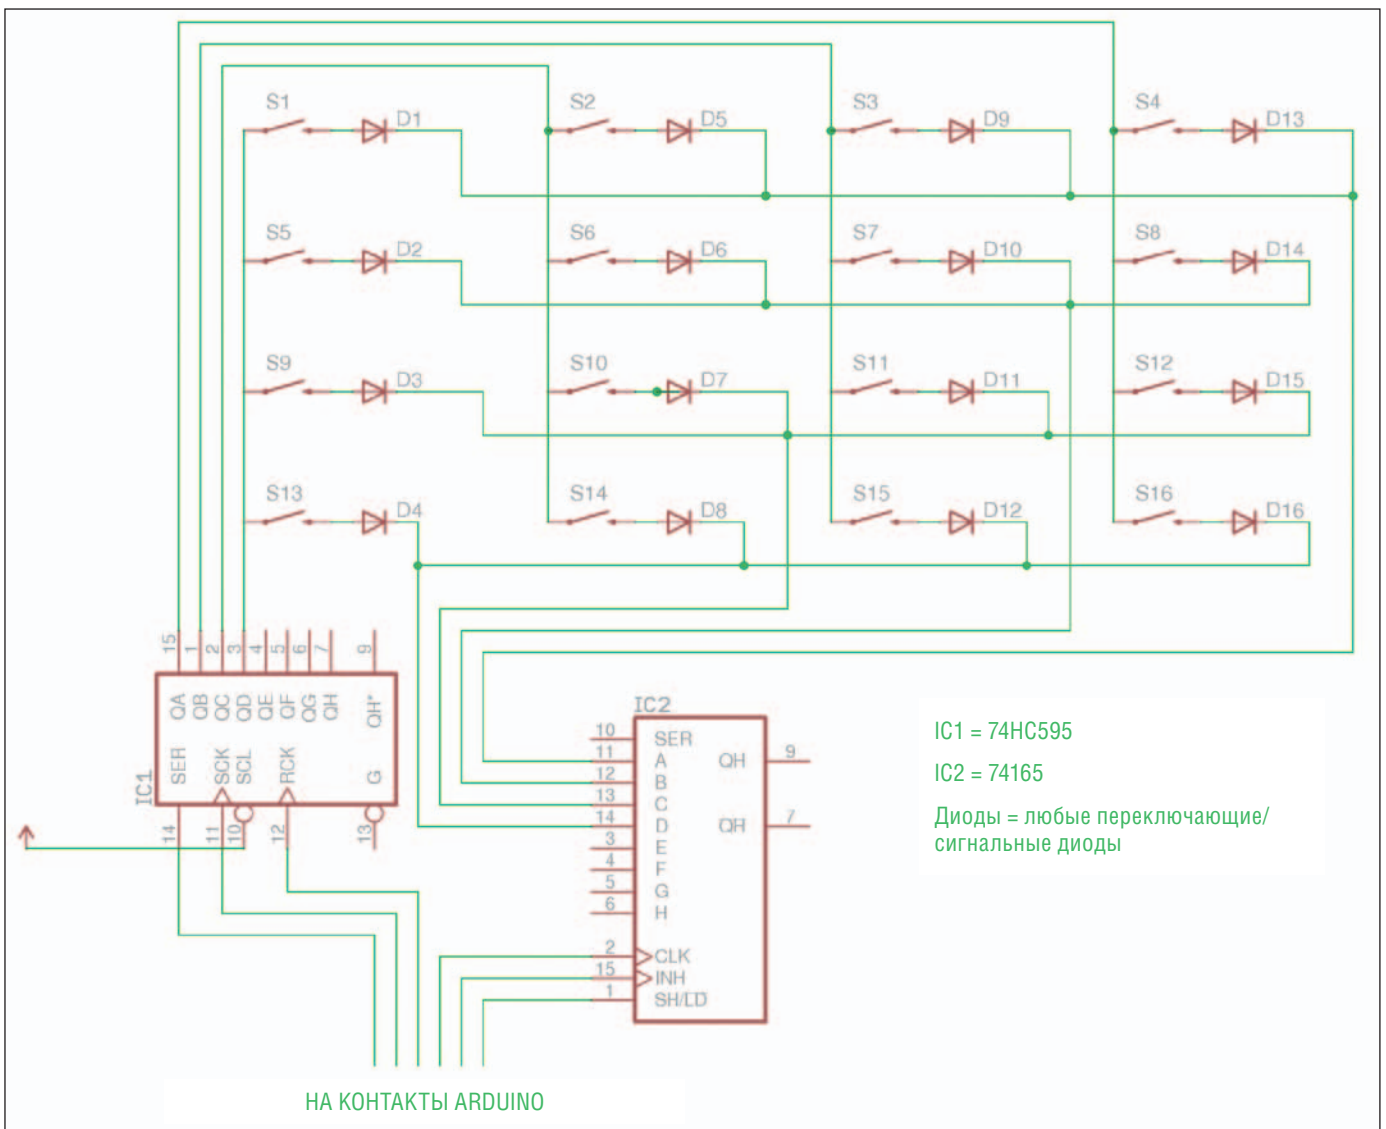 S1 D1 S2 D5 S3 D9 S4 D13
S5 D2 S6 D6 S7 D10 S8 D14
S9 D3 S10 D7 S11 D11 S12 D15
S13 D4 S14 D8 S15 D12 S16 D16
15 1 2 3 4 5 6 7 9
QA QB QC QD QE QF QG QH QH*
SER SCK SCL RCK G
IC1
14 11 10 12 13
IC2
10 SER
11 A QH 9
12 B
13 C
14 D QH 7
3 E
4 F
5 G
6 H
2 CLK
15 INH
1 SH/LD
IC1 = 74HC595
IC2 = 74165
Диоды = любые переключающие/
сигнальные диоды
НА КОНТАКТЫ ARDUINO